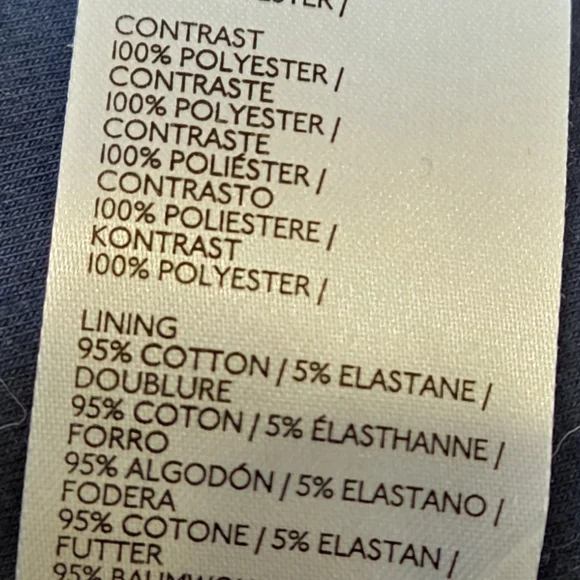 CONTRAST
100% POLYESTER /
CONTRASTE
100% POLYESTER /
CONTRASTE
100% POLIÉSTER /
CONTRASTO
100% POLIESTERE /
KONTRAST
100% POLYESTER /
LINING
95% COTTON / 5% ELASTANE /
DOUBLURE
95% COTON / 5% ÉLASTHANNE /
FORRO
95% ALGODÓN / 5% ELASTANO /
FODERA
95% COTONE / 5% ELASTAN /
FUTTER
95%